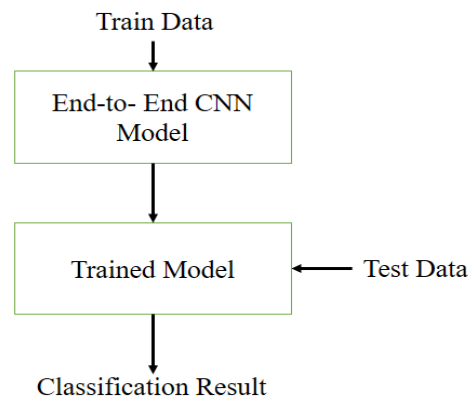 Train Data
End-to- End CNN
Model
Trained Model
Test Data
Classification Result